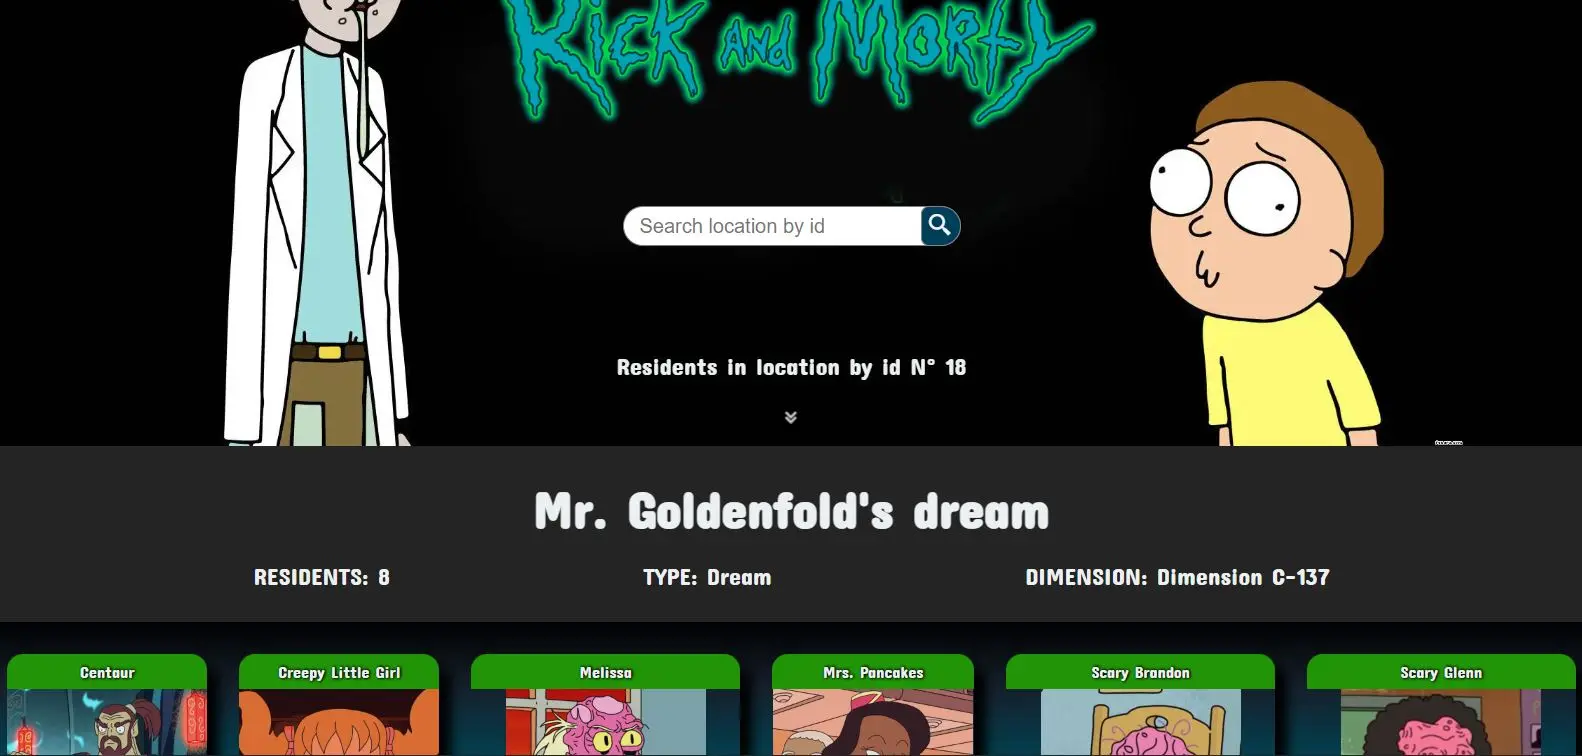 Rick and Morty
Search location by id
Residents in location by id N° 18
Mr. Goldenfold's dream
RESIDENTS: 8 TYPE: Dream DIMENSION: Dimension C-137
Centaur Creepy Little Girl Melissa Mrs. Pancakes Scary Brandon Scary Glenn